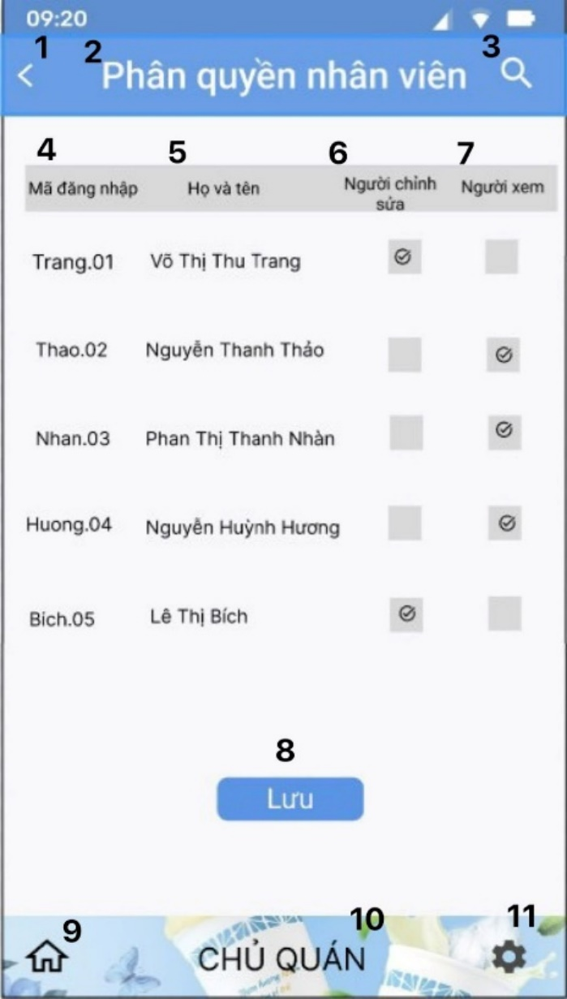 09:20
1
2
3
Phân quyền nhân viên
4
5
6
7
Mã đăng nhập
Họ và tên
Người chỉnh
sửa
Người xem
Trang.01
Võ Thị Thu Trang
Thao.02
Nguyễn Thanh Thảo
Nhan.03
Phan Thị Thanh Nhàn
Huong.04
Nguyễn Huỳnh Hương
Bich.05
Lê Thị Bích
8
Lưu
9
10
11
CHỦ QUÁN